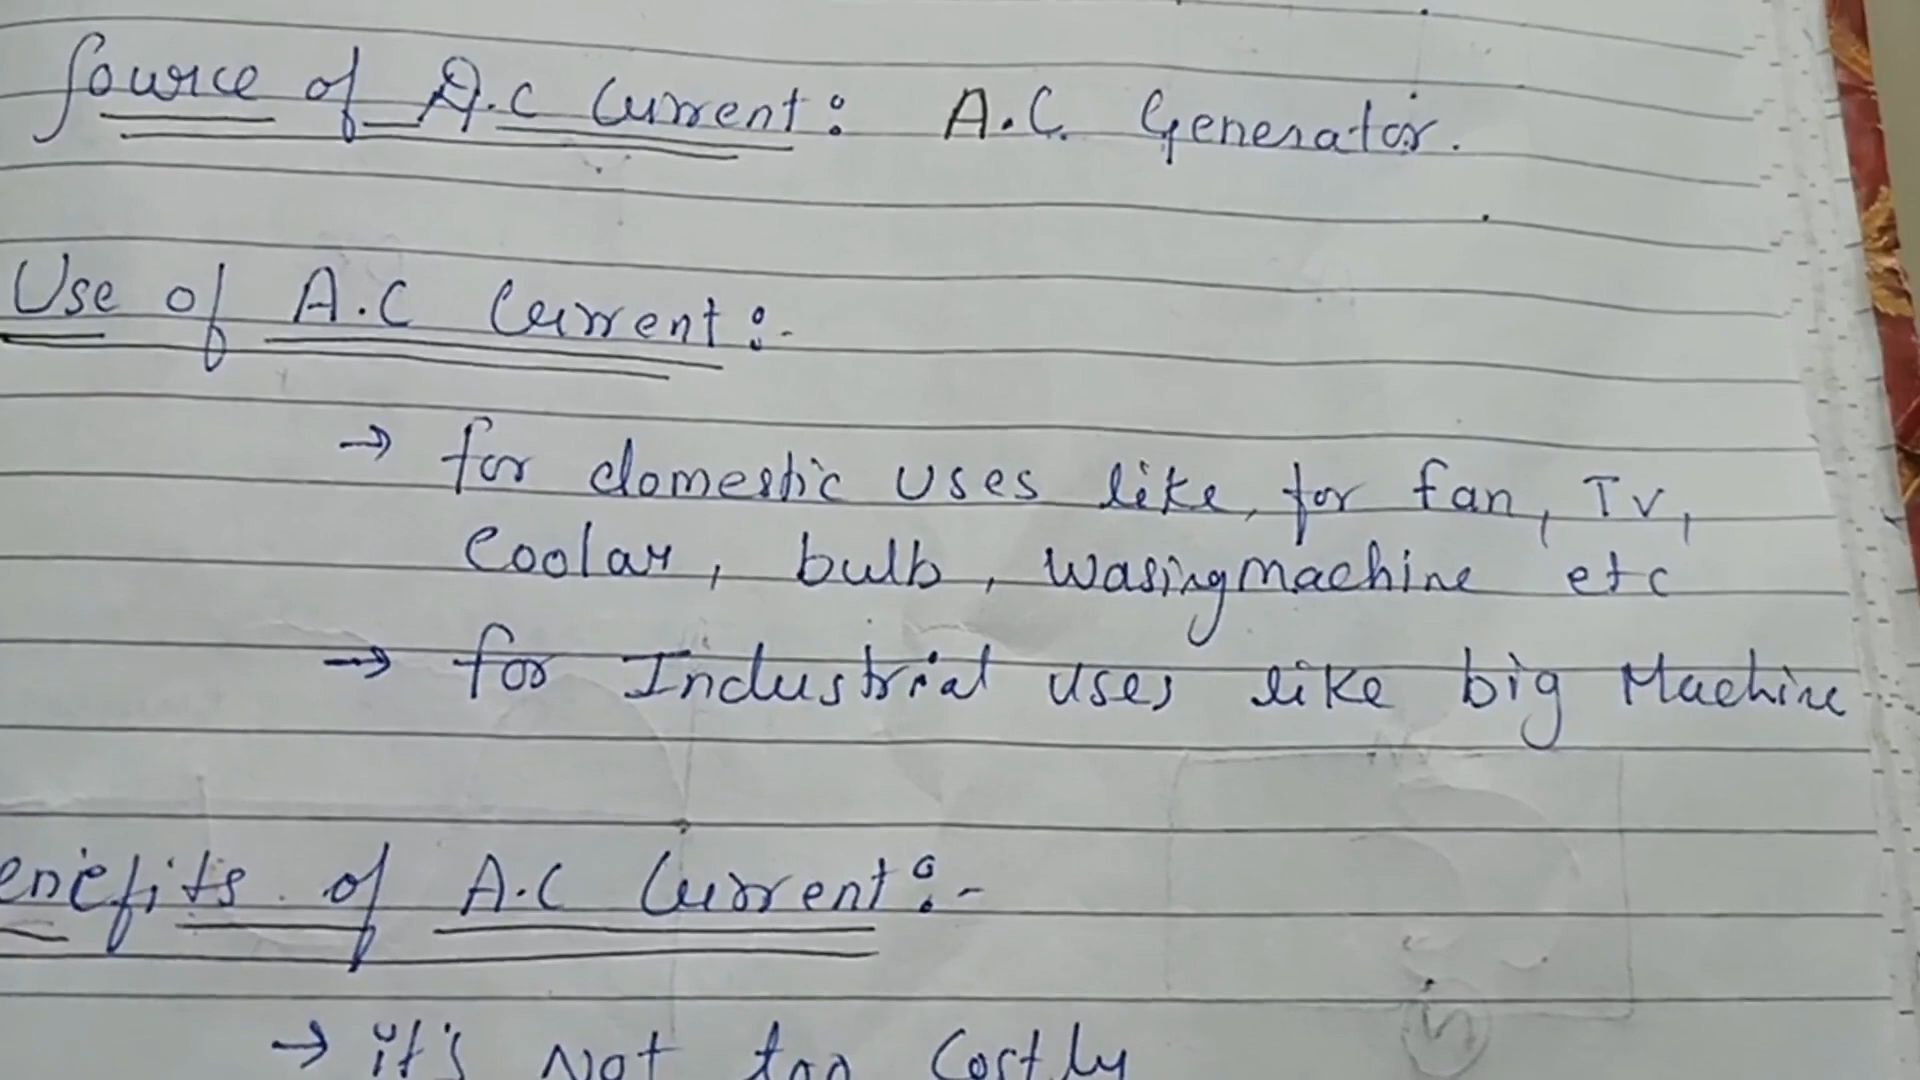 Source of A.C Current: A.C. Generator.
Use of A.C Current:-
→ for domestic uses like, for fan, TV,
Coolar, bulb, wasingmachine etc
→ for Industrial uses like big Machine
enefits of A.C Current:-
→ it's Not too Costly